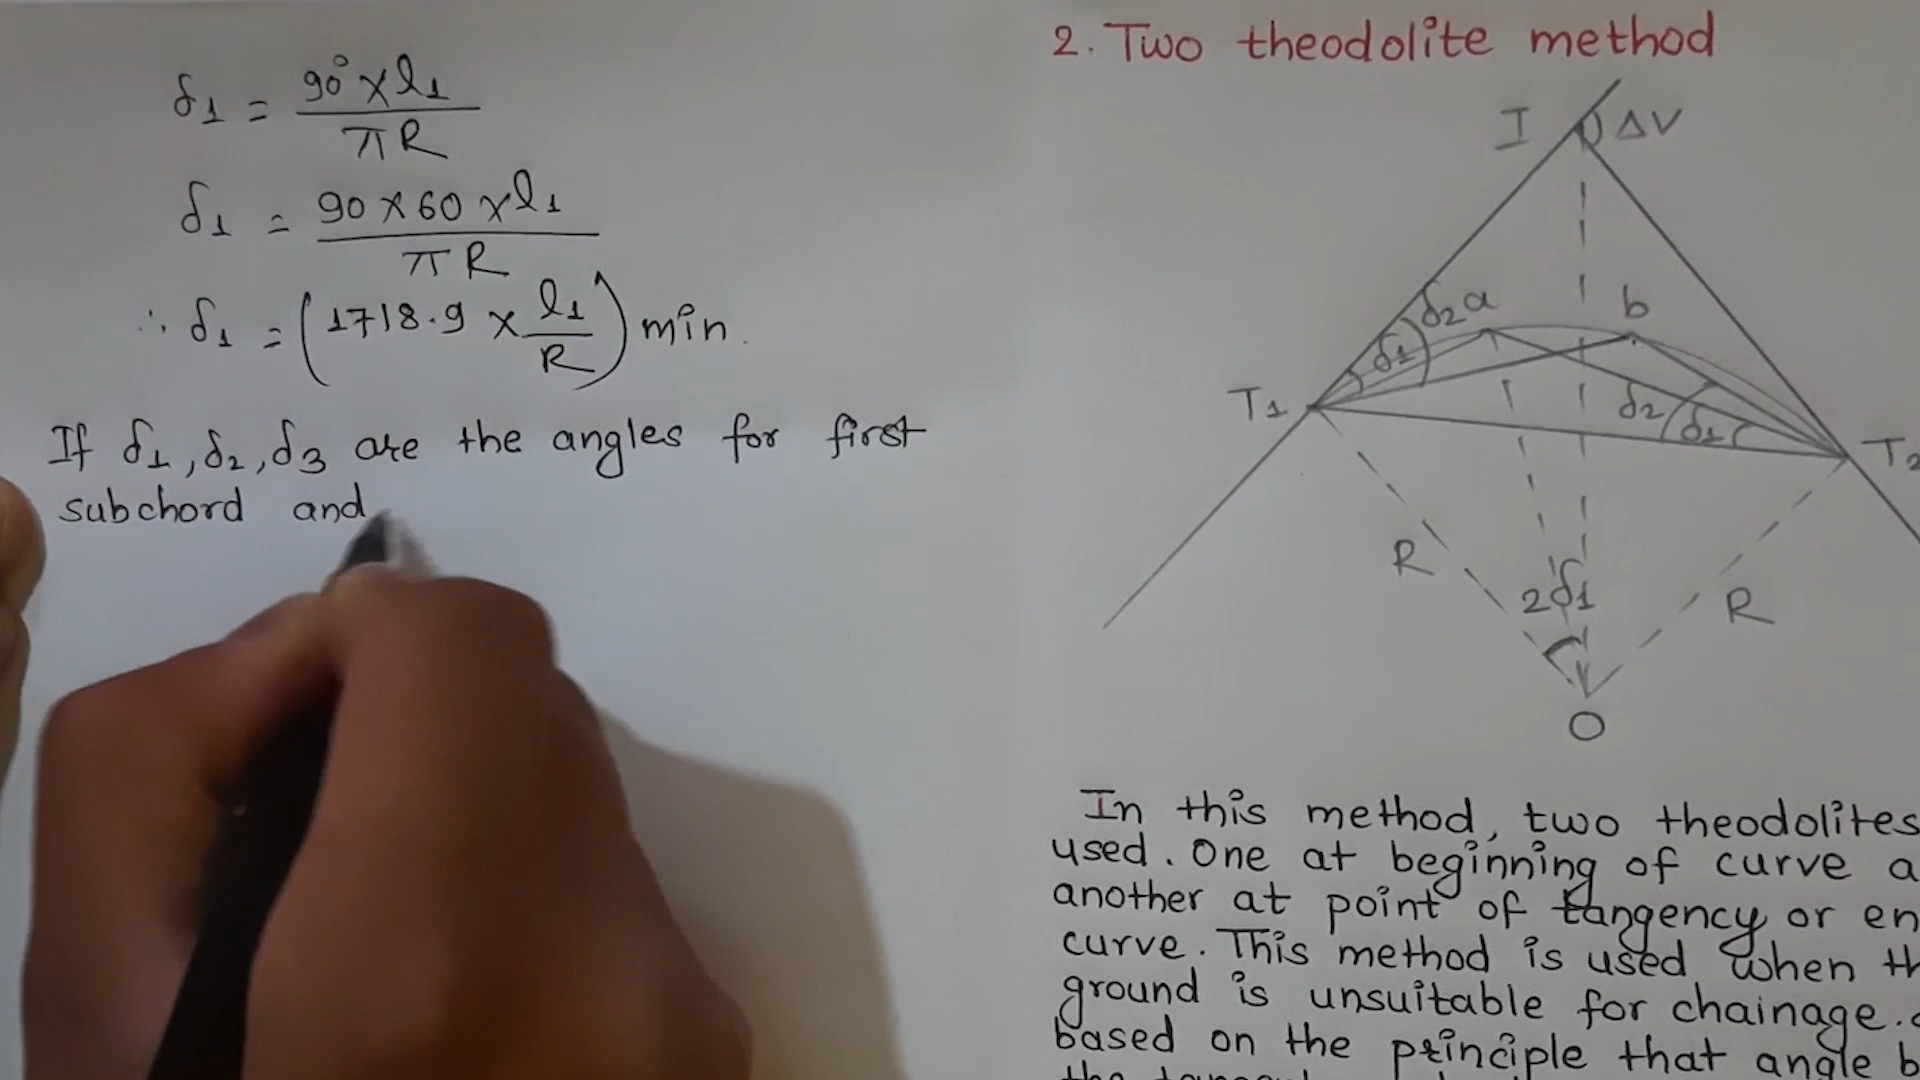 δ1 = 90° × l1 / πR
δ1 = 90 × 60 × l1 / πR
∴ δ1 = (1718.9 × l1 / R) min.
If δ1, δ2, δ3 are the angles for first
subchord and
2. Two theodolite method
I ΔV
δ2 a b
δ1
T1 δ2 δ1 T2
R 2δ1 R
O
In this method, two theodolites
used. One at beginning of curve a
another at point of tangency or en
curve. This method is used when th
ground is unsuitable for chainage.
based on the principle that angle b
the